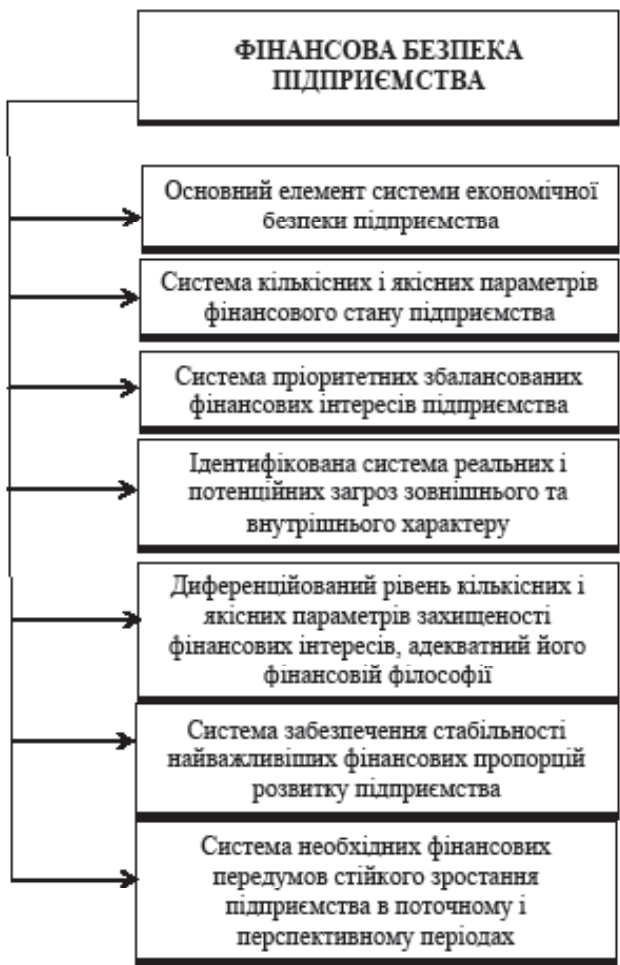 ФІНАНСОВА БЕЗПЕКА
ПІДПРИЄМСТВА
Основний елемент системи економічної
безпеки підприємства
Система кількісних і якісних параметрів
фінансового стану підприємства
Система пріоритетних збалансованих
фінансових інтересів підприємства
Ідентифікована система реальних і
потенційних загроз зовнішнього та
внутрішнього характеру
Диференційований рівень кількісних і
якісних параметрів захищеності
фінансових інтересів, адекватний його
фінансовій філософії
Система забезпечення стабільності
найважливіших фінансових пропорцій
розвитку підприємства
Система необхідних фінансових
передумов стійкого зростання
підприємства в поточному і
перспективному періодах